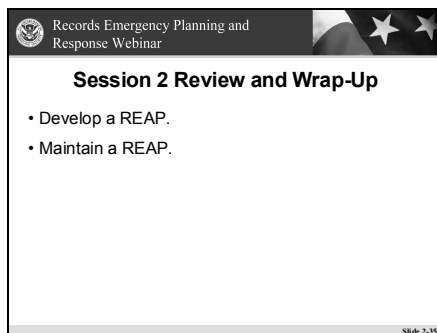 Records Emergency Planning and
Response Webinar
Session 2 Review and Wrap-Up
• Develop a REAP.
• Maintain a REAP.
Slide 2-35